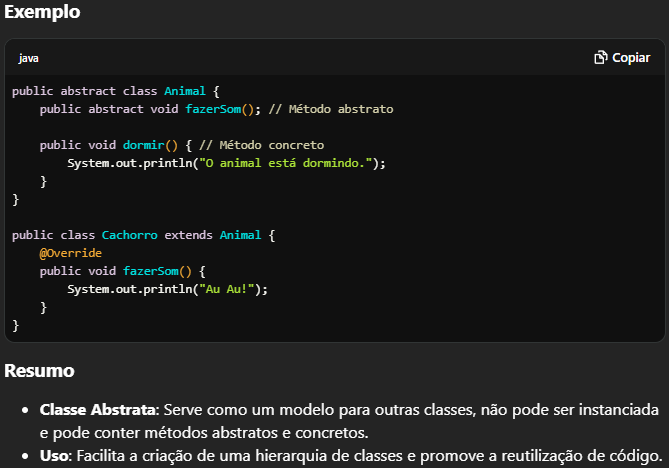 Exemplo
java
Copiar
public abstract class Animal {
    public abstract void fazerSom(); // Método abstrato

    public void dormir() { // Método concreto
        System.out.println("O animal está dormindo.");
    }
}

public class Cachorro extends Animal {
    @Override
    public void fazerSom() {
        System.out.println("Au Au!");
    }
}
Resumo
• Classe Abstrata: Serve como um modelo para outras classes, não pode ser instanciada
e pode conter métodos abstratos e concretos.
• Uso: Facilita a criação de uma hierarquia de classes e promove a reutilização de código.